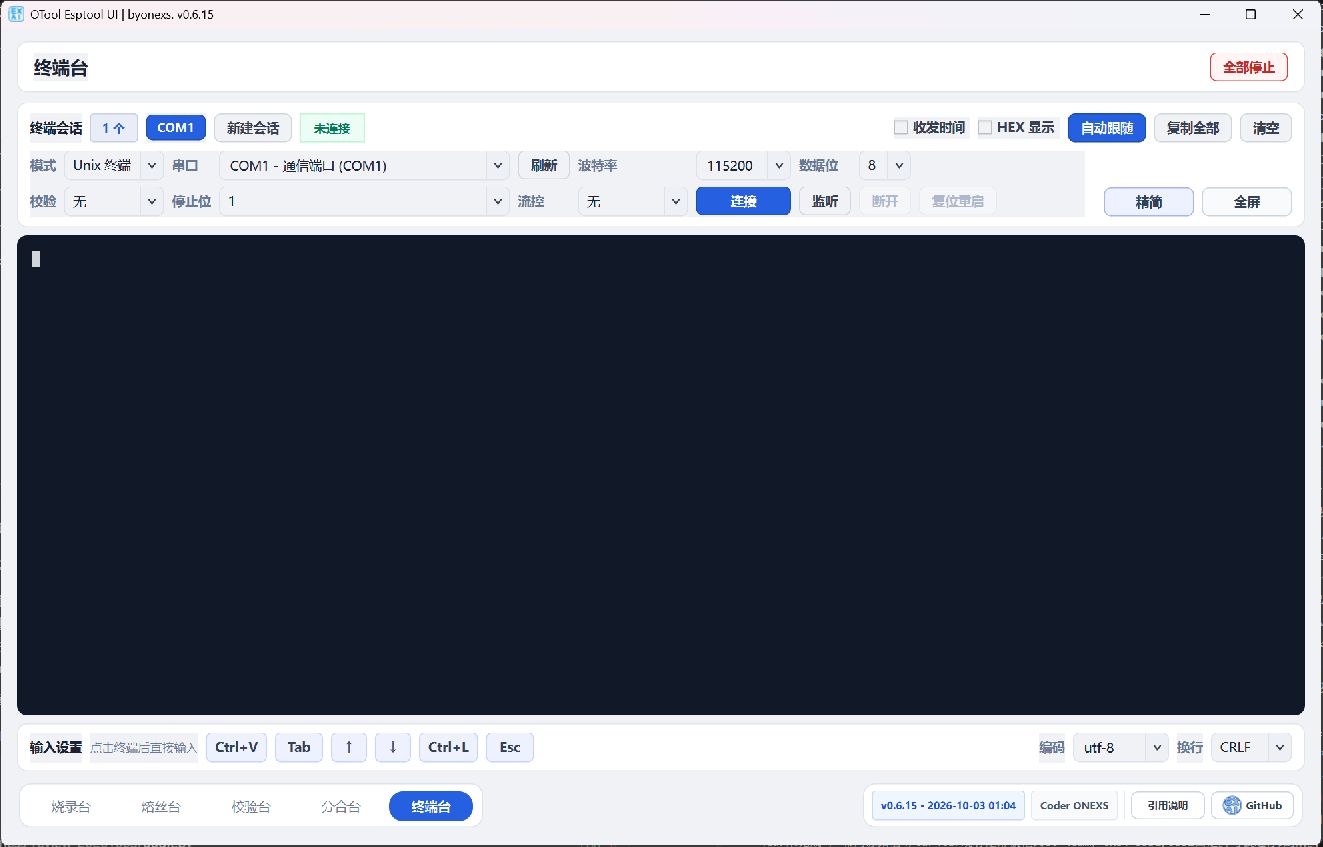 OTool Esptool UI | byonexs. v0.6.15
终端台
全部停止
终端会话 1 个 COM1 新建会话 未连接 收发时间 HEX 显示 自动跟随 复制全部 清空
模式 Unix 终端 串口 COM1 - 通信端口 (COM1) 刷新 波特率 115200 数据位 8
校验 无 停止位 1 流控 无 连接 监听 断开 复位重启 精简 全屏
输入设置 点击终端后直接输入 Ctrl+V Tab ↑ ↓ Ctrl+L Esc 编码 utf-8 换行 CRLF
烧录台 熔丝台 校验台 分合台 终端台 v0.6.15 - 2026-10-03 01:04 Coder ONEXS 引用说明 GitHub